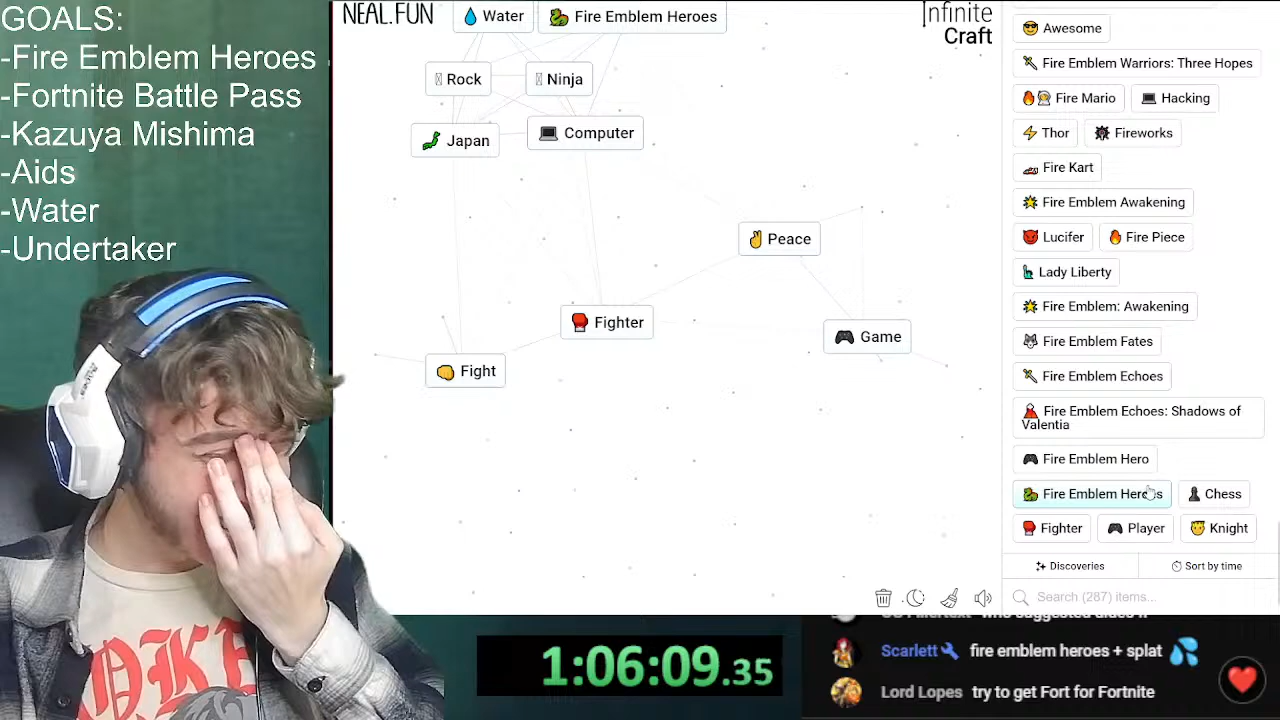 GOALS:
-Fire Emblem Heroes
-Fortnite Battle Pass
-Kazuya Mishima
-Aids
-Water
-Undertaker
NEAL.FUN
Water
Fire Emblem Heroes
Infinite
Craft
Rock
Ninja
Japan
Computer
Peace
Fighter
Game
Fight
Awesome
Fire Emblem Warriors: Three Hopes
Fire Mario
Hacking
Thor
Fireworks
Fire Kart
Fire Emblem Awakening
Lucifer
Fire Piece
Lady Liberty
Fire Emblem: Awakening
Fire Emblem Fates
Fire Emblem Echoes
Fire Emblem Echoes: Shadows of
Valentia
Fire Emblem Hero
Fire Emblem Heroes
Chess
Fighter
Player
Knight
Discoveries
Sort by time
Search (287) items...
1:06:09.35
Scarlett fire emblem heroes + splat
Lord Lopes try to get Fort for Fortnite